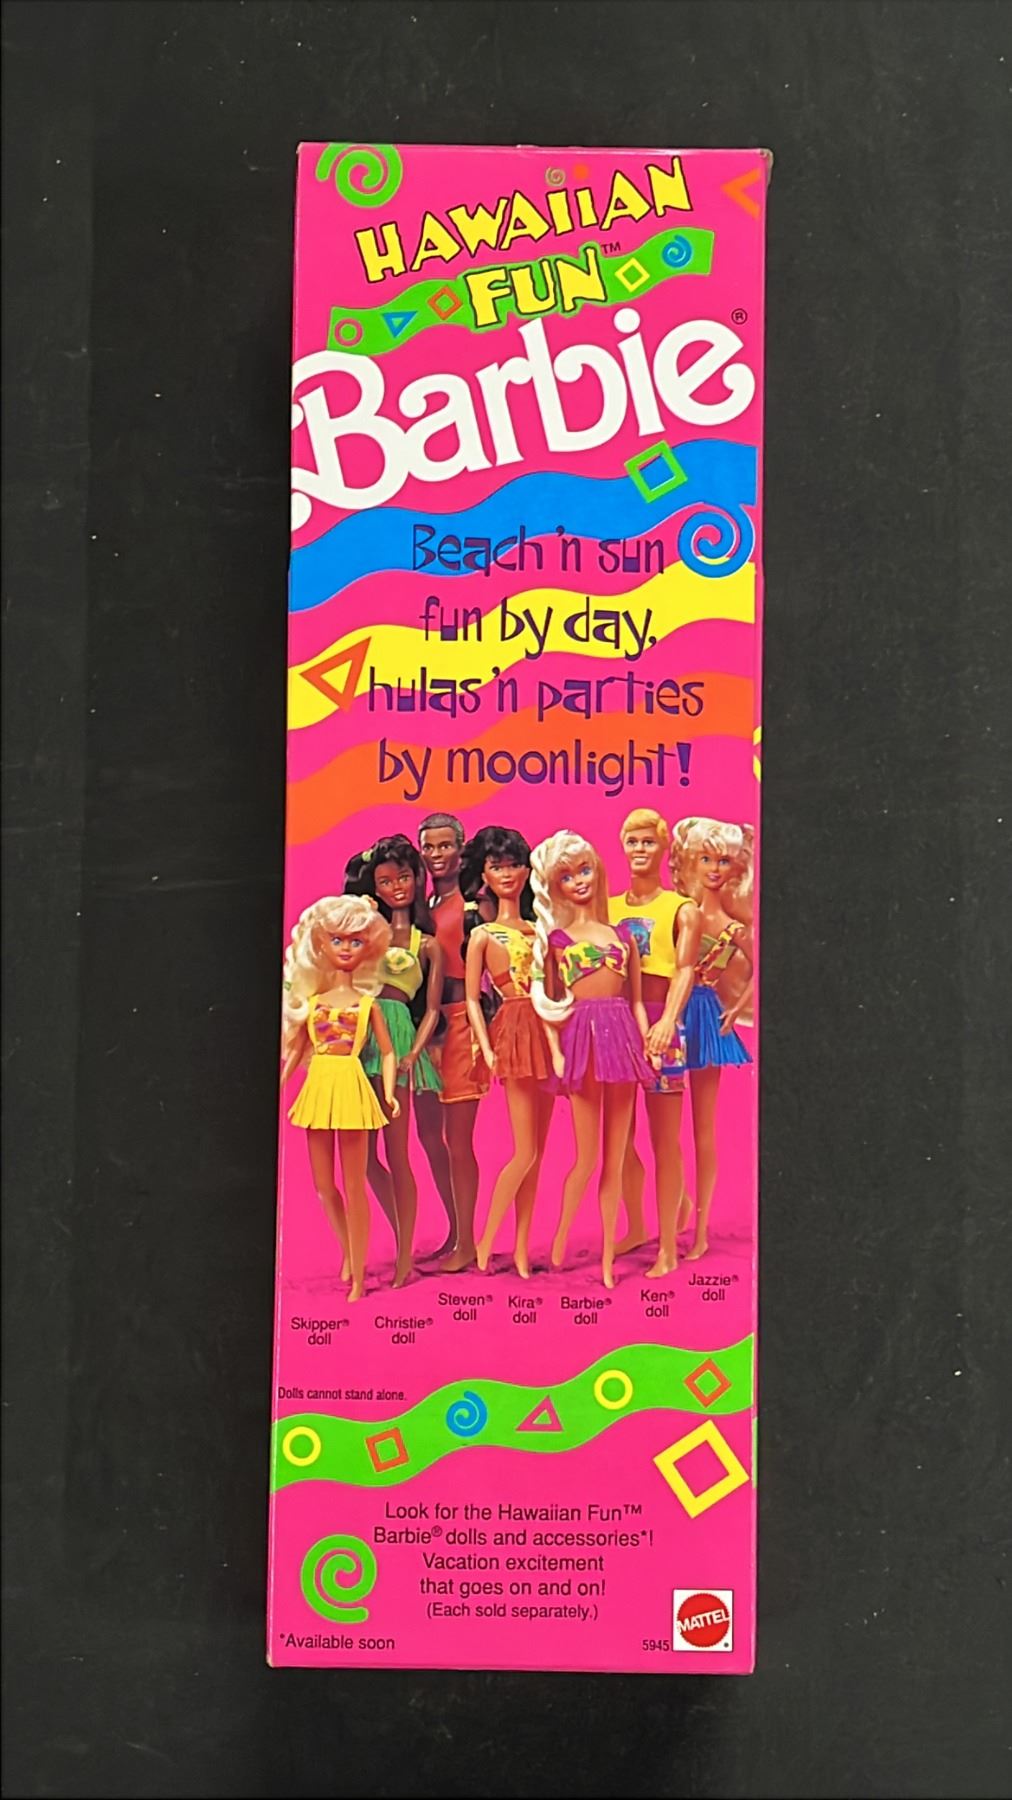 HAWAIIAN
FUN™
Barbie®
Beach 'n sun
fun by day,
hulas 'n parties
by moonlight!
Skipper® doll
Christie® doll
Steven® doll
Kira® doll
Barbie® doll
Ken® doll
Jazzie® doll
Dolls cannot stand alone.
Look for the Hawaiian Fun™
Barbie® dolls and accessories*!
Vacation excitement
that goes on and on!
(Each sold separately.)
*Available soon
5945
MATTEL